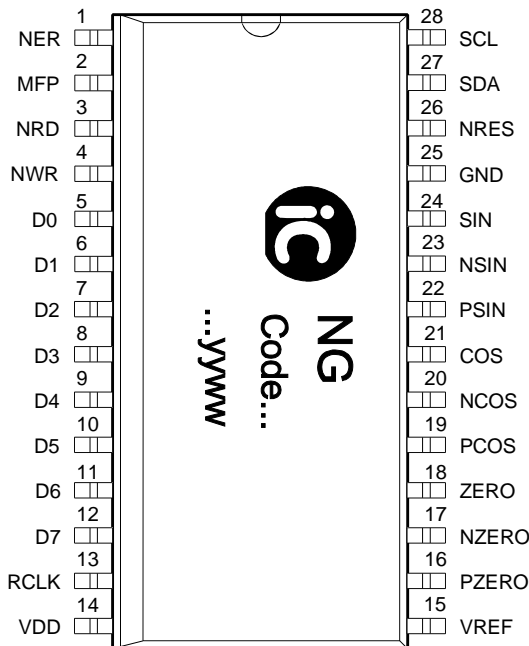 1 28
NER SCL
2 27
MFP SDA
3 26
NRD NRES
4 25
NWR GND
5 24
D0 SIN
6 23
D1 NSIN
7 22
D2 PSIN
8 21
D3 COS
9 20
D4 NCOS
10 19
D5 PCOS
11 18
D6 ZERO
12 17
D7 NZERO
13 16
RCLK PZERO
14 15
VDD VREF
iC
NG
Code...
...yyww